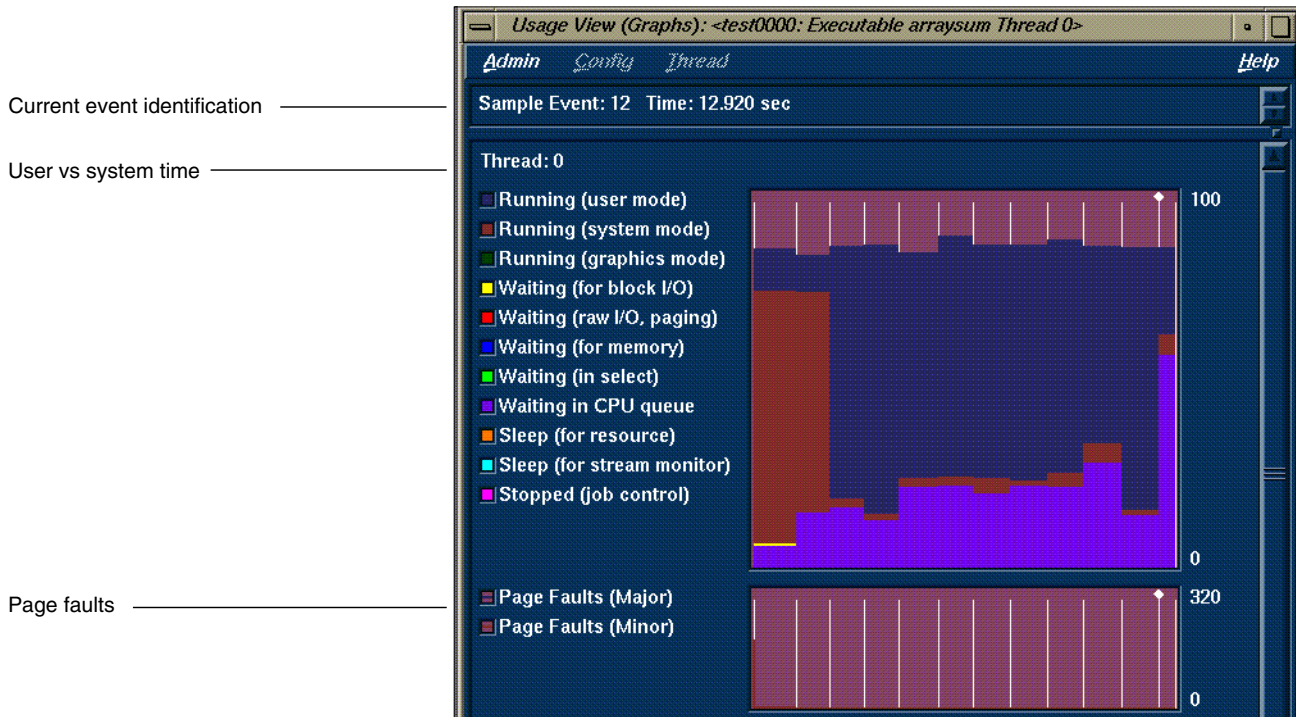 Usage View (Graphs): <test0000: Executable arraysum Thread 0>
Admin Config Thread Help
Current event identification
Sample Event: 12 Time: 12.920 sec
User vs system time
Thread: 0
Running (user mode)
100
Running (system mode)
Running (graphics mode)
Waiting (for block I/O)
Waiting (raw I/O, paging)
Waiting (for memory)
Waiting (in select)
Waiting in CPU queue
Sleep (for resource)
Sleep (for stream monitor)
Stopped (job control)
0
Page faults
Page Faults (Major)
320
Page Faults (Minor)
0